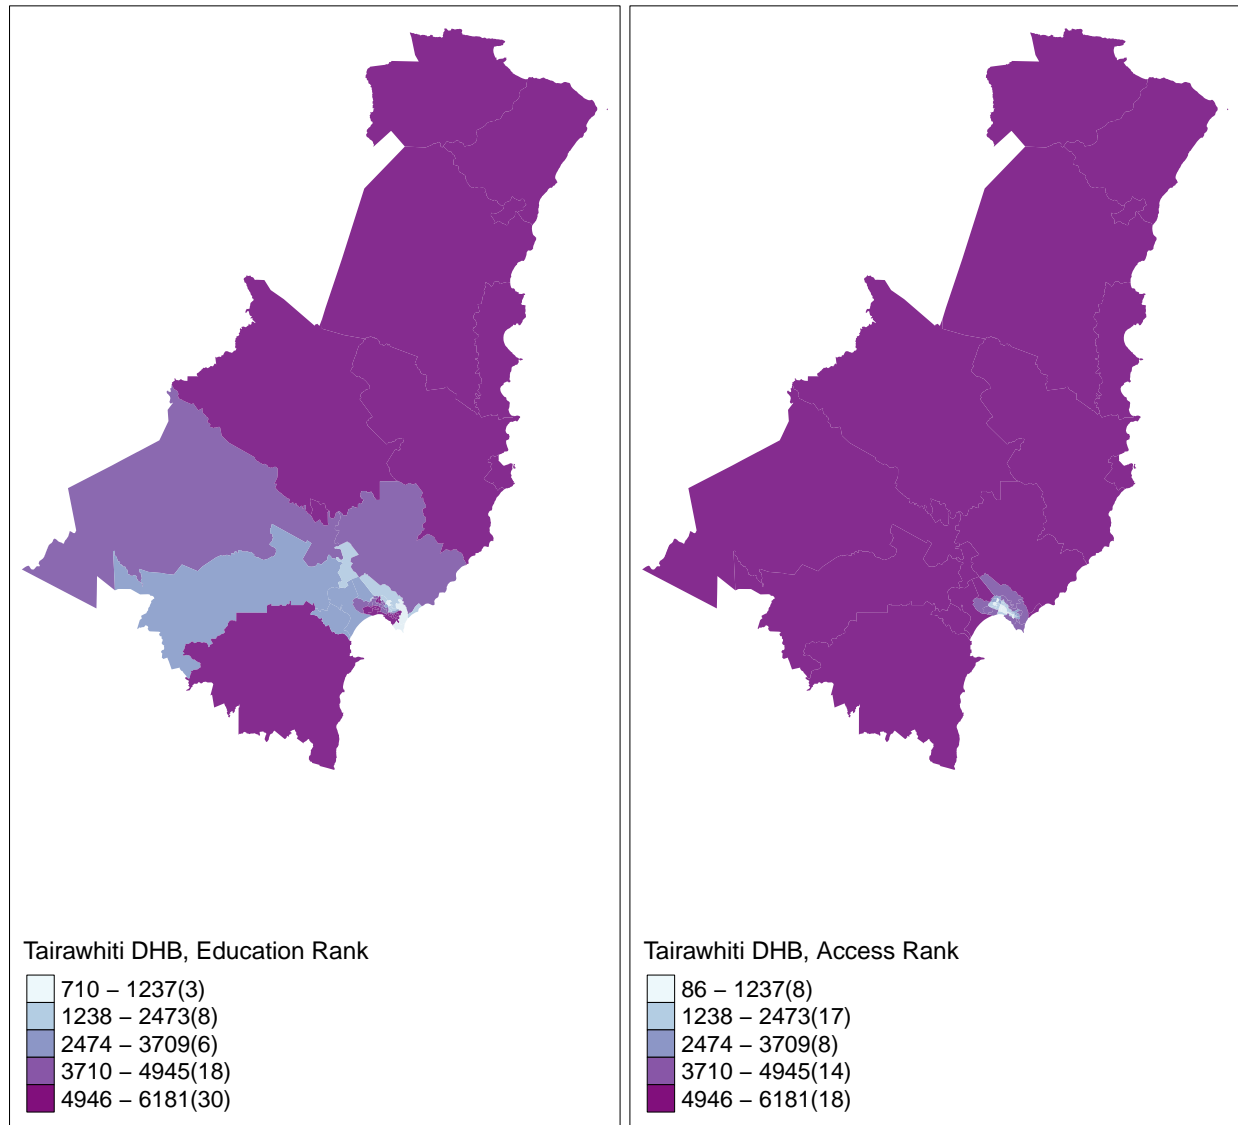 Tairawhiti DHB, Education Rank
710 – 1237(3)
1238 – 2473(8)
2474 – 3709(6)
3710 – 4945(18)
4946 – 6181(30)
Tairawhiti DHB, Access Rank
86 – 1237(8)
1238 – 2473(17)
2474 – 3709(8)
3710 – 4945(14)
4946 – 6181(18)